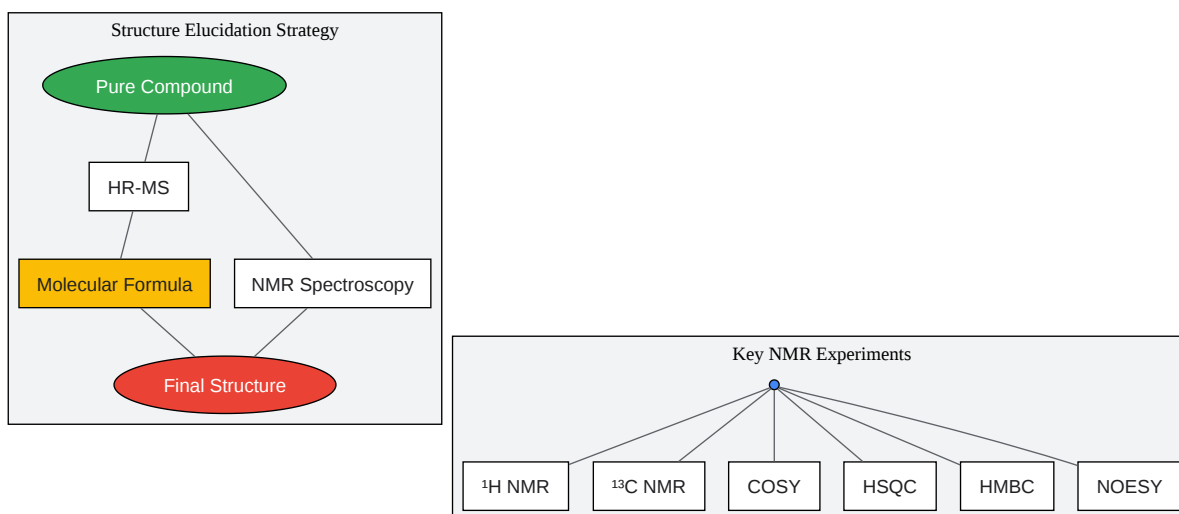 Structure Elucidation Strategy
Pure Compound
HR-MS
Molecular Formula
NMR Spectroscopy
Final Structure
Key NMR Experiments
¹H NMR
¹³C NMR
COSY
HSQC
HMBC
NOESY